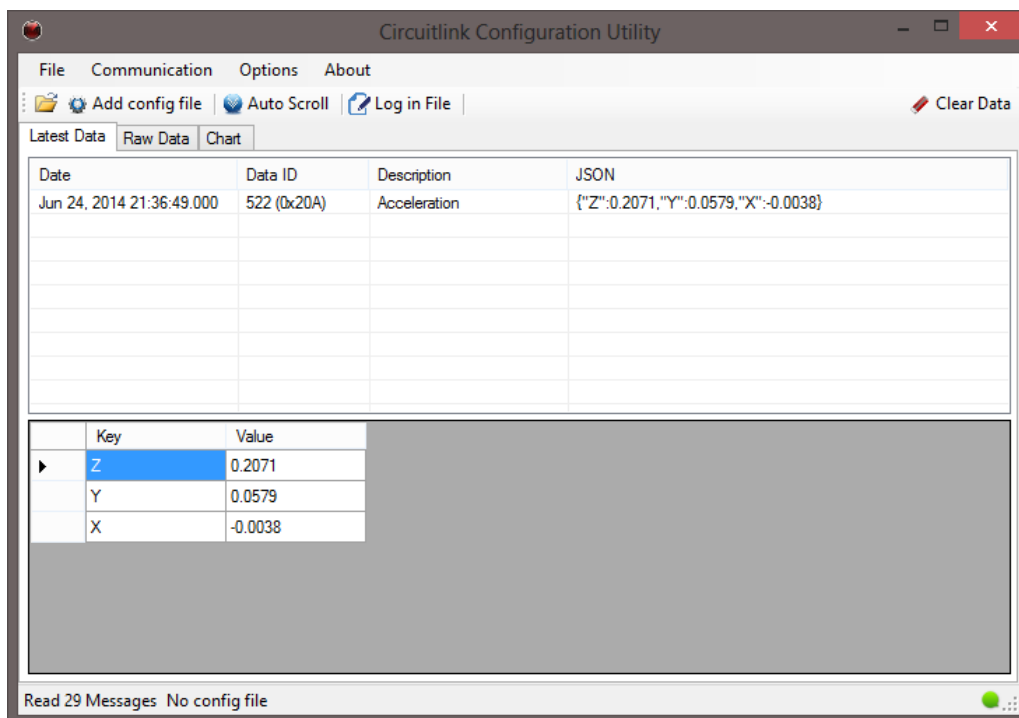 Circuitlink Configuration Utility
File Communication Options About
Add config file Auto Scroll Log in File Clear Data
Latest Data Raw Data Chart
Date Data ID Description JSON
Jun 24, 2014 21:36:49.000 522 (0x20A) Acceleration {"Z":0.2071,"Y":0.0579,"X":-0.0038}
Key Value
Z 0.2071
Y 0.0579
X -0.0038
Read 29 Messages No config file